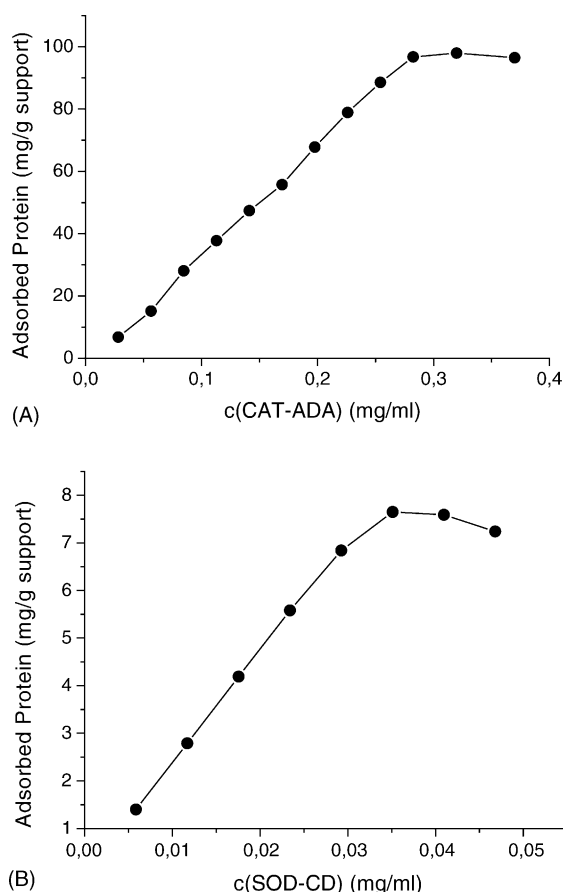 100
80
60
40
20
0
Adsorbed Protein (mg/g support)
0,0 0,1 0,2 0,3 0,4
c(CAT-ADA) (mg/ml)
(A)
8
7
6
5
4
3
2
1
Adsorbed Protein (mg/g support)
0,00 0,01 0,02 0,03 0,04 0,05
c(SOD-CD) (mg/ml)
(B)